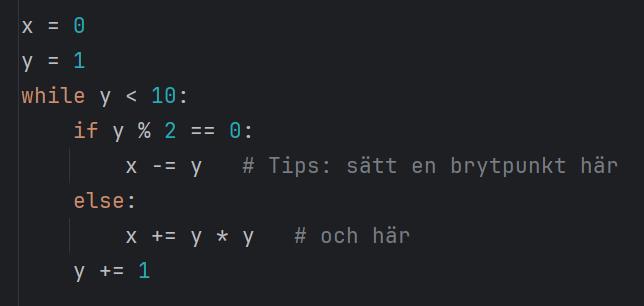 x = 0
y = 1
while y < 10:
    if y % 2 == 0:
        x -= y   # Tips: sätt en brytpunkt här
    else:
        x += y * y   # och här
    y += 1